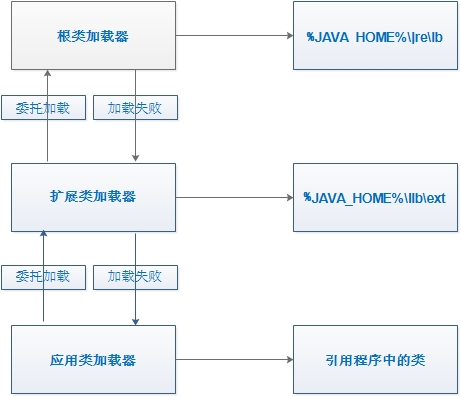 根类加载器
%JAVA_HOME%\jre\lb
委托加载
加载失败
扩展类加载器
%JAVA_HOME%\llb\ext
委托加载
加载失败
应用类加载器
引用程序中的类